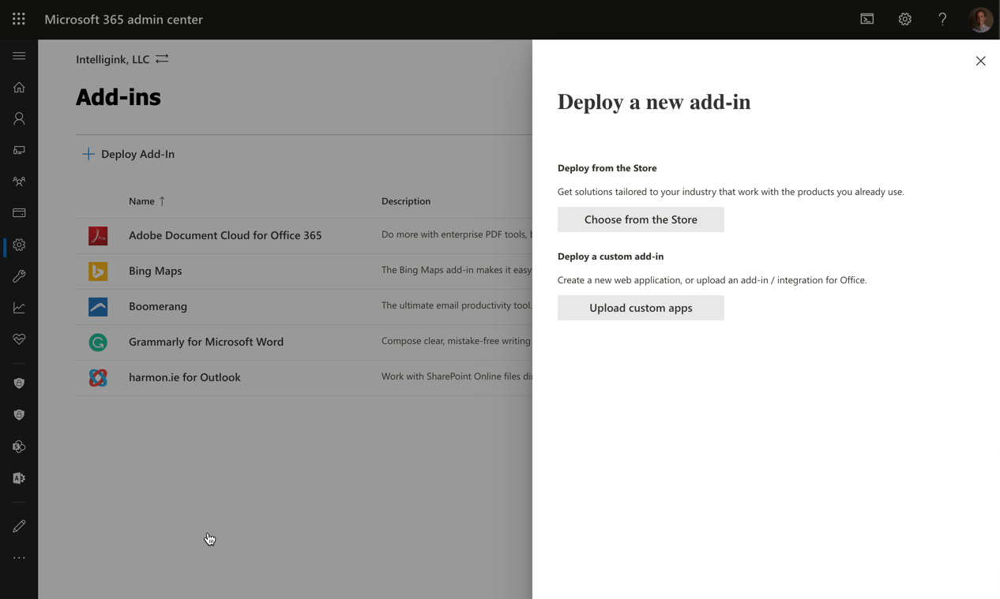 Microsoft 365 admin center
Intelligink, LLC
Add-ins
Deploy Add-In
Name ↑ Description
Adobe Document Cloud for Office 365 Do more with enterprise PDF tools,
Bing Maps The Bing Maps add-in makes it easy
Boomerang The ultimate email productivity tool.
Grammarly for Microsoft Word Compose clear, mistake-free writing
harmon.ie for Outlook Work with SharePoint Online files
Deploy a new add-in
Deploy from the Store
Get solutions tailored to your industry that work with the products you already use.
Choose from the Store
Deploy a custom add-in
Create a new web application, or upload an add-in / integration for Office.
Upload custom apps